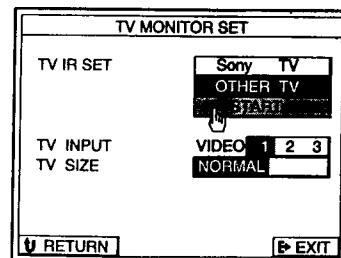 TV MONITOR SET
TV IR SET
Sony TV
OTHER TV
START
TV INPUT VIDEO 1 2 3
TV SIZE NORMAL
RETURN EXIT